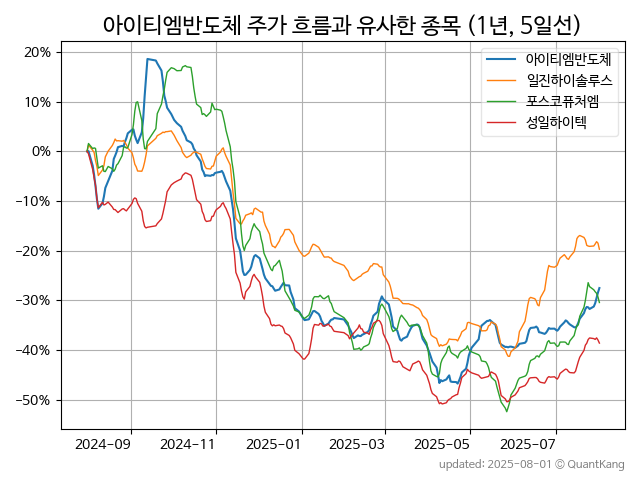 아이티엠반도체 주가 흐름과 유사한 종목 (1년, 5일선)
아이티엠반도체
일진하이솔루스
포스코퓨처엠
성일하이텍
20%
10%
0%
−10%
−20%
−30%
−40%
−50%
2024−09
2024−11
2025−01
2025−03
2025−05
2025−07
updated: 2025-08-01 © QuantKang